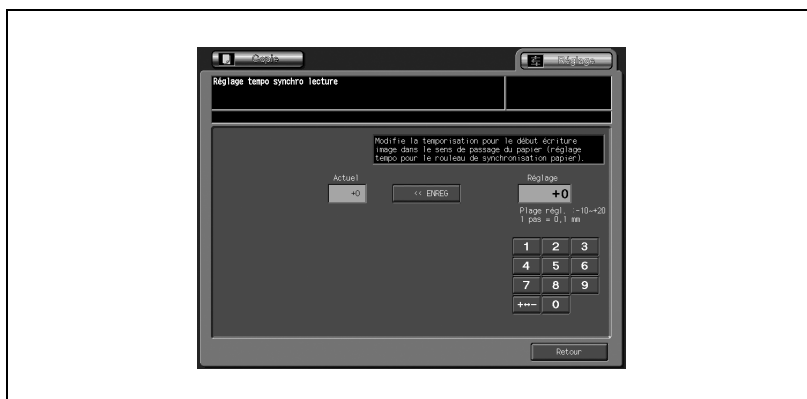 Copie
Réglage
Réglage tempo synchro lecture
Modifie la temporisation pour le début écriture
image dans le sens de passage du papier (réglage
tempo pour le rouleau de synchronisation papier).
Actuel
+0
<< ENREG
Réglage
+0
Plage régl. :-10~+20
1 pas = 0,1 mm
1 2 3
4 5 6
7 8 9
+↔- 0
Retour